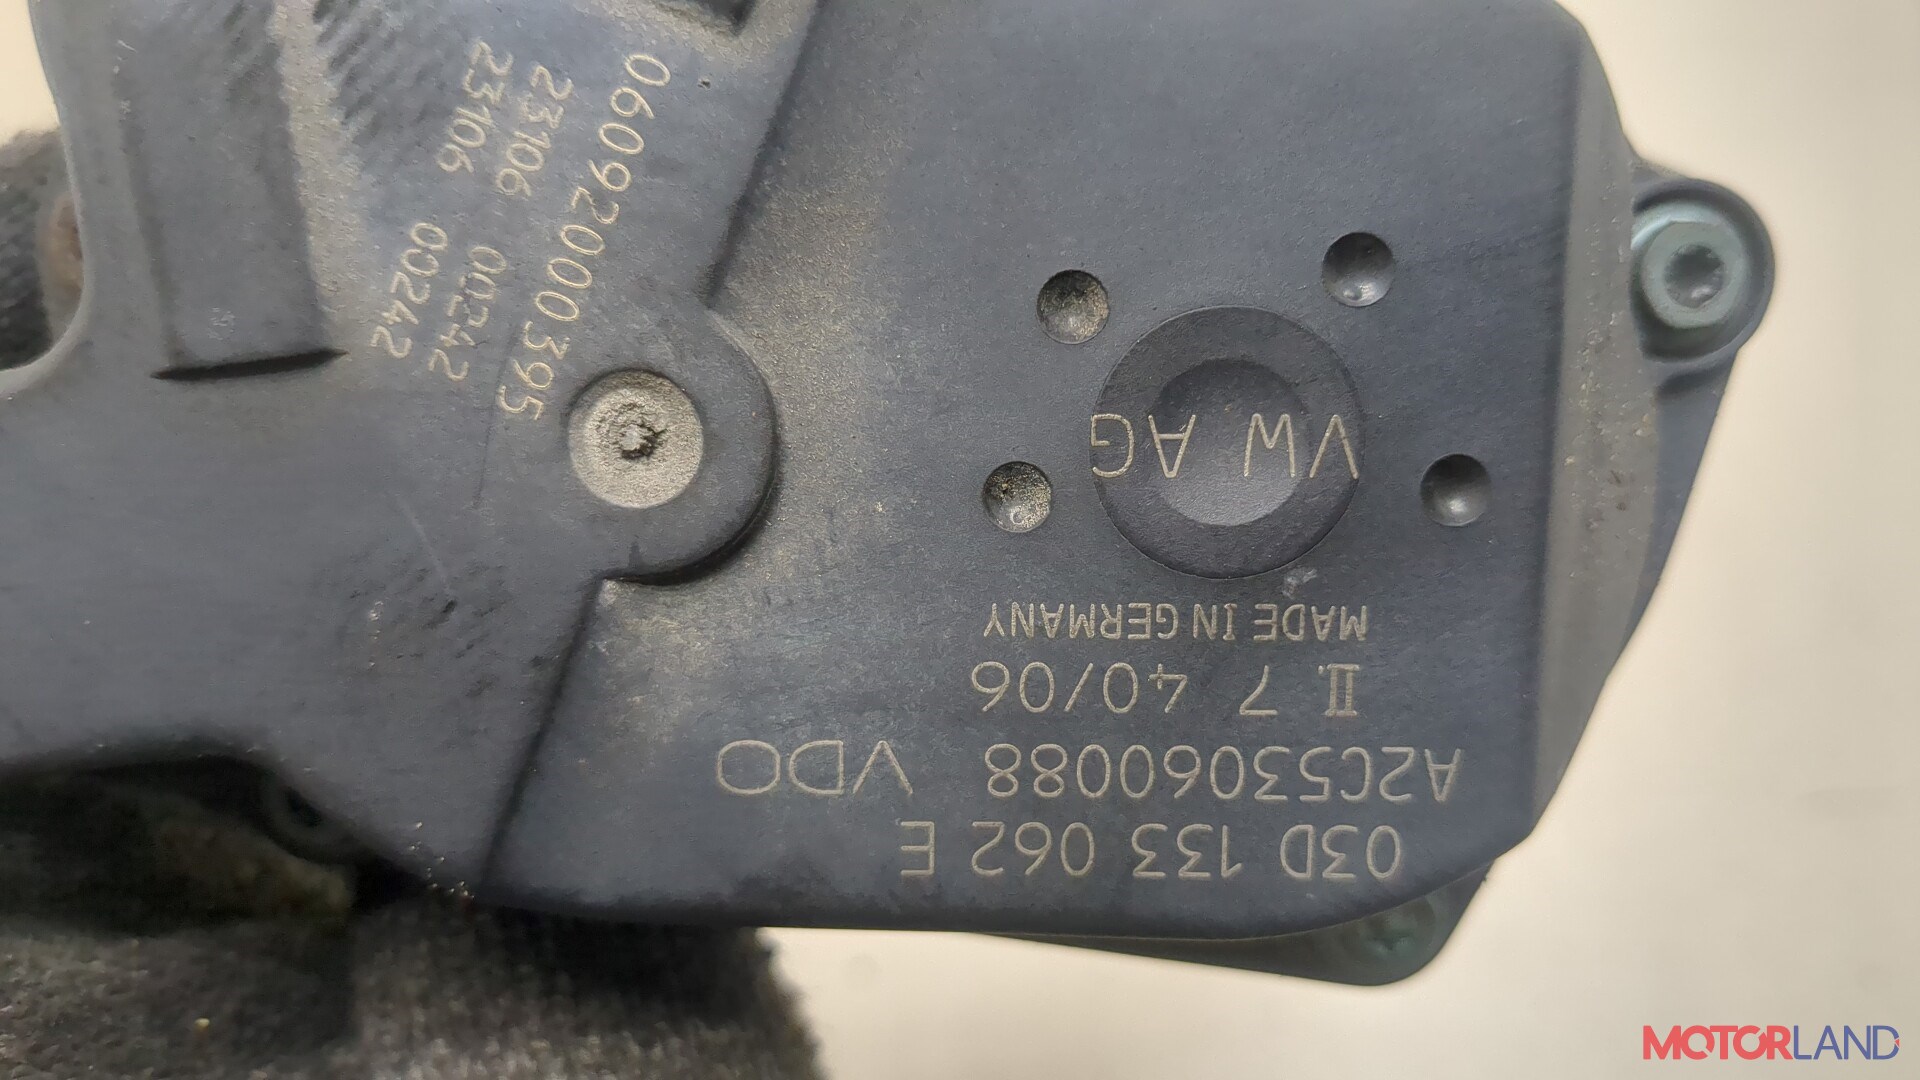 03D 133 062 E
A2C53060088 VDO
II. 7 40/06
MADE IN GERMANY
VW AG
06092000395
23106 00242
23106 00242
MOTORLAND